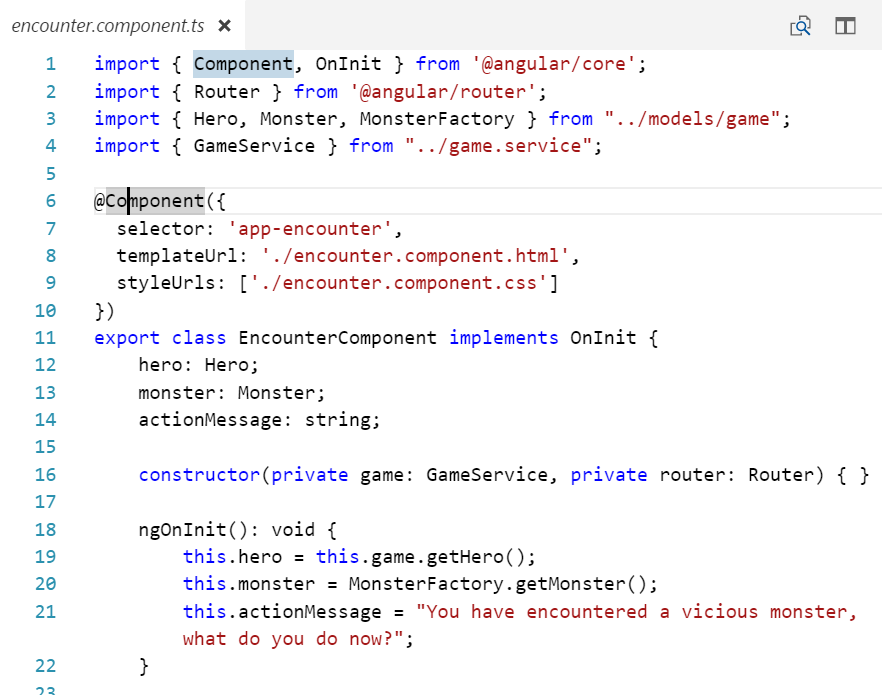 encounter.component.ts ×
1 import { Component, OnInit } from '@angular/core';
2 import { Router } from '@angular/router';
3 import { Hero, Monster, MonsterFactory } from "../models/game";
4 import { GameService } from "../game.service";
5
6 @Component({
7   selector: 'app-encounter',
8   templateUrl: './encounter.component.html',
9   styleUrls: ['./encounter.component.css']
10 })
11 export class EncounterComponent implements OnInit {
12     hero: Hero;
13     monster: Monster;
14     actionMessage: string;
15
16     constructor(private game: GameService, private router: Router) { }
17
18     ngOnInit(): void {
19         this.hero = this.game.getHero();
20         this.monster = MonsterFactory.getMonster();
21         this.actionMessage = "You have encountered a vicious monster,
        what do you do now?";
22     }
23